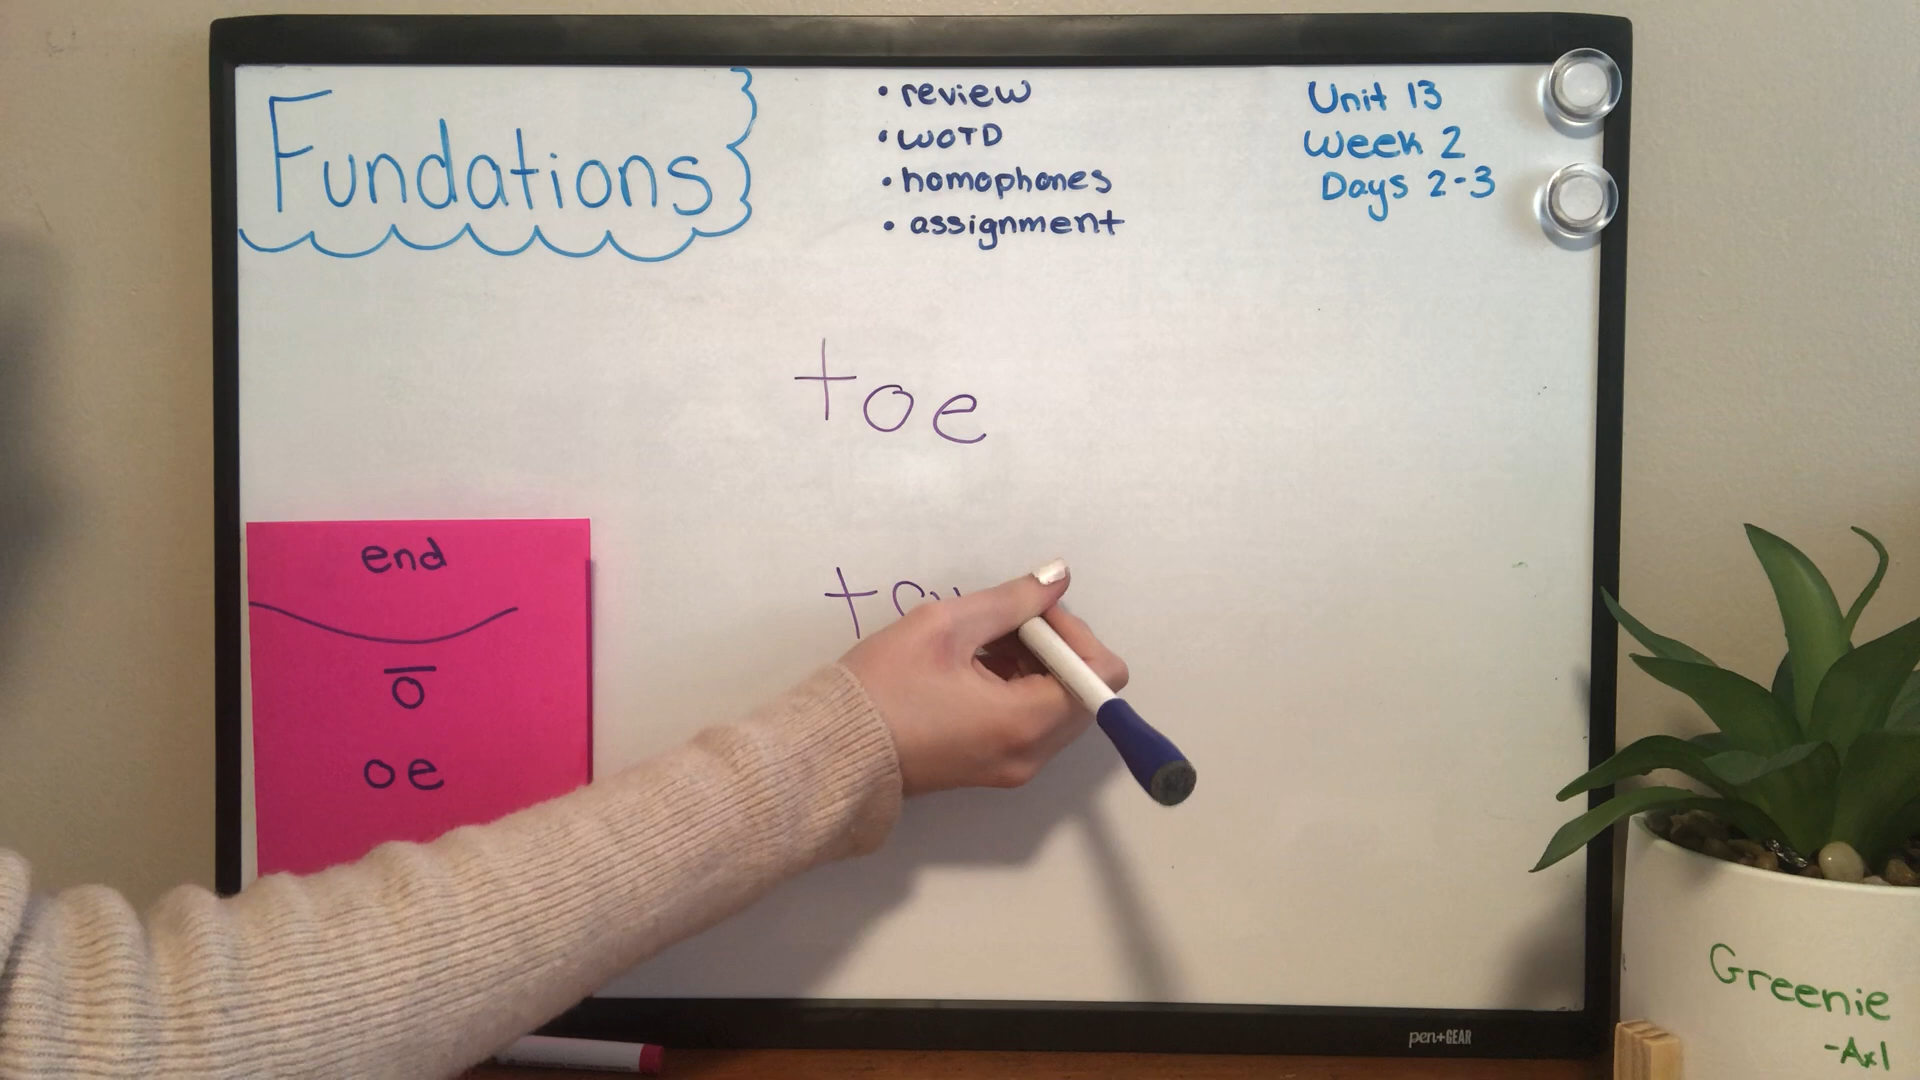 Fundations
• review
• WOTD
• homophones
• assignment
Unit 13
Week 2
Days 2-3
toe
end
ō
oe
pen+GEAR
Greenie
-Axl